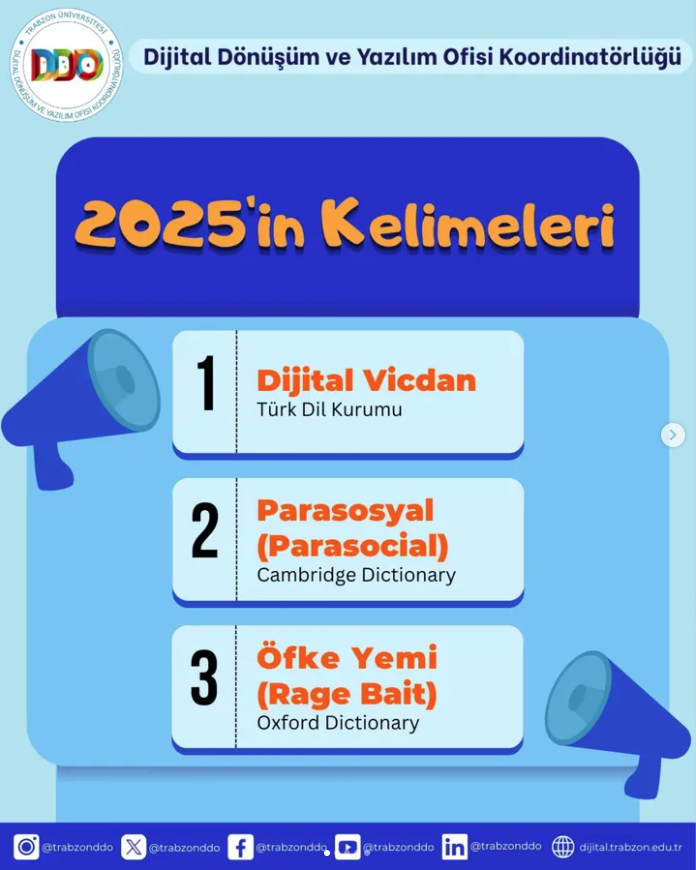 TRABZON ÜNİVERSİTESİ
DİJİTAL DÖNÜŞÜM VE YAZILIM OFİSİ KOORDİNATÖRLÜĞÜ
DDO
Dijital Dönüşüm ve Yazılım Ofisi Koordinatörlüğü
2025'in Kelimeleri
1
Dijital Vicdan
Türk Dil Kurumu
2
Parasosyal
(Parasocial)
Cambridge Dictionary
3
Öfke Yemi
(Rage Bait)
Oxford Dictionary
@trabzonddo @trabzonddo @trabzonddo @trabzonddo @trabzonddo dijital.trabzon.edu.tr